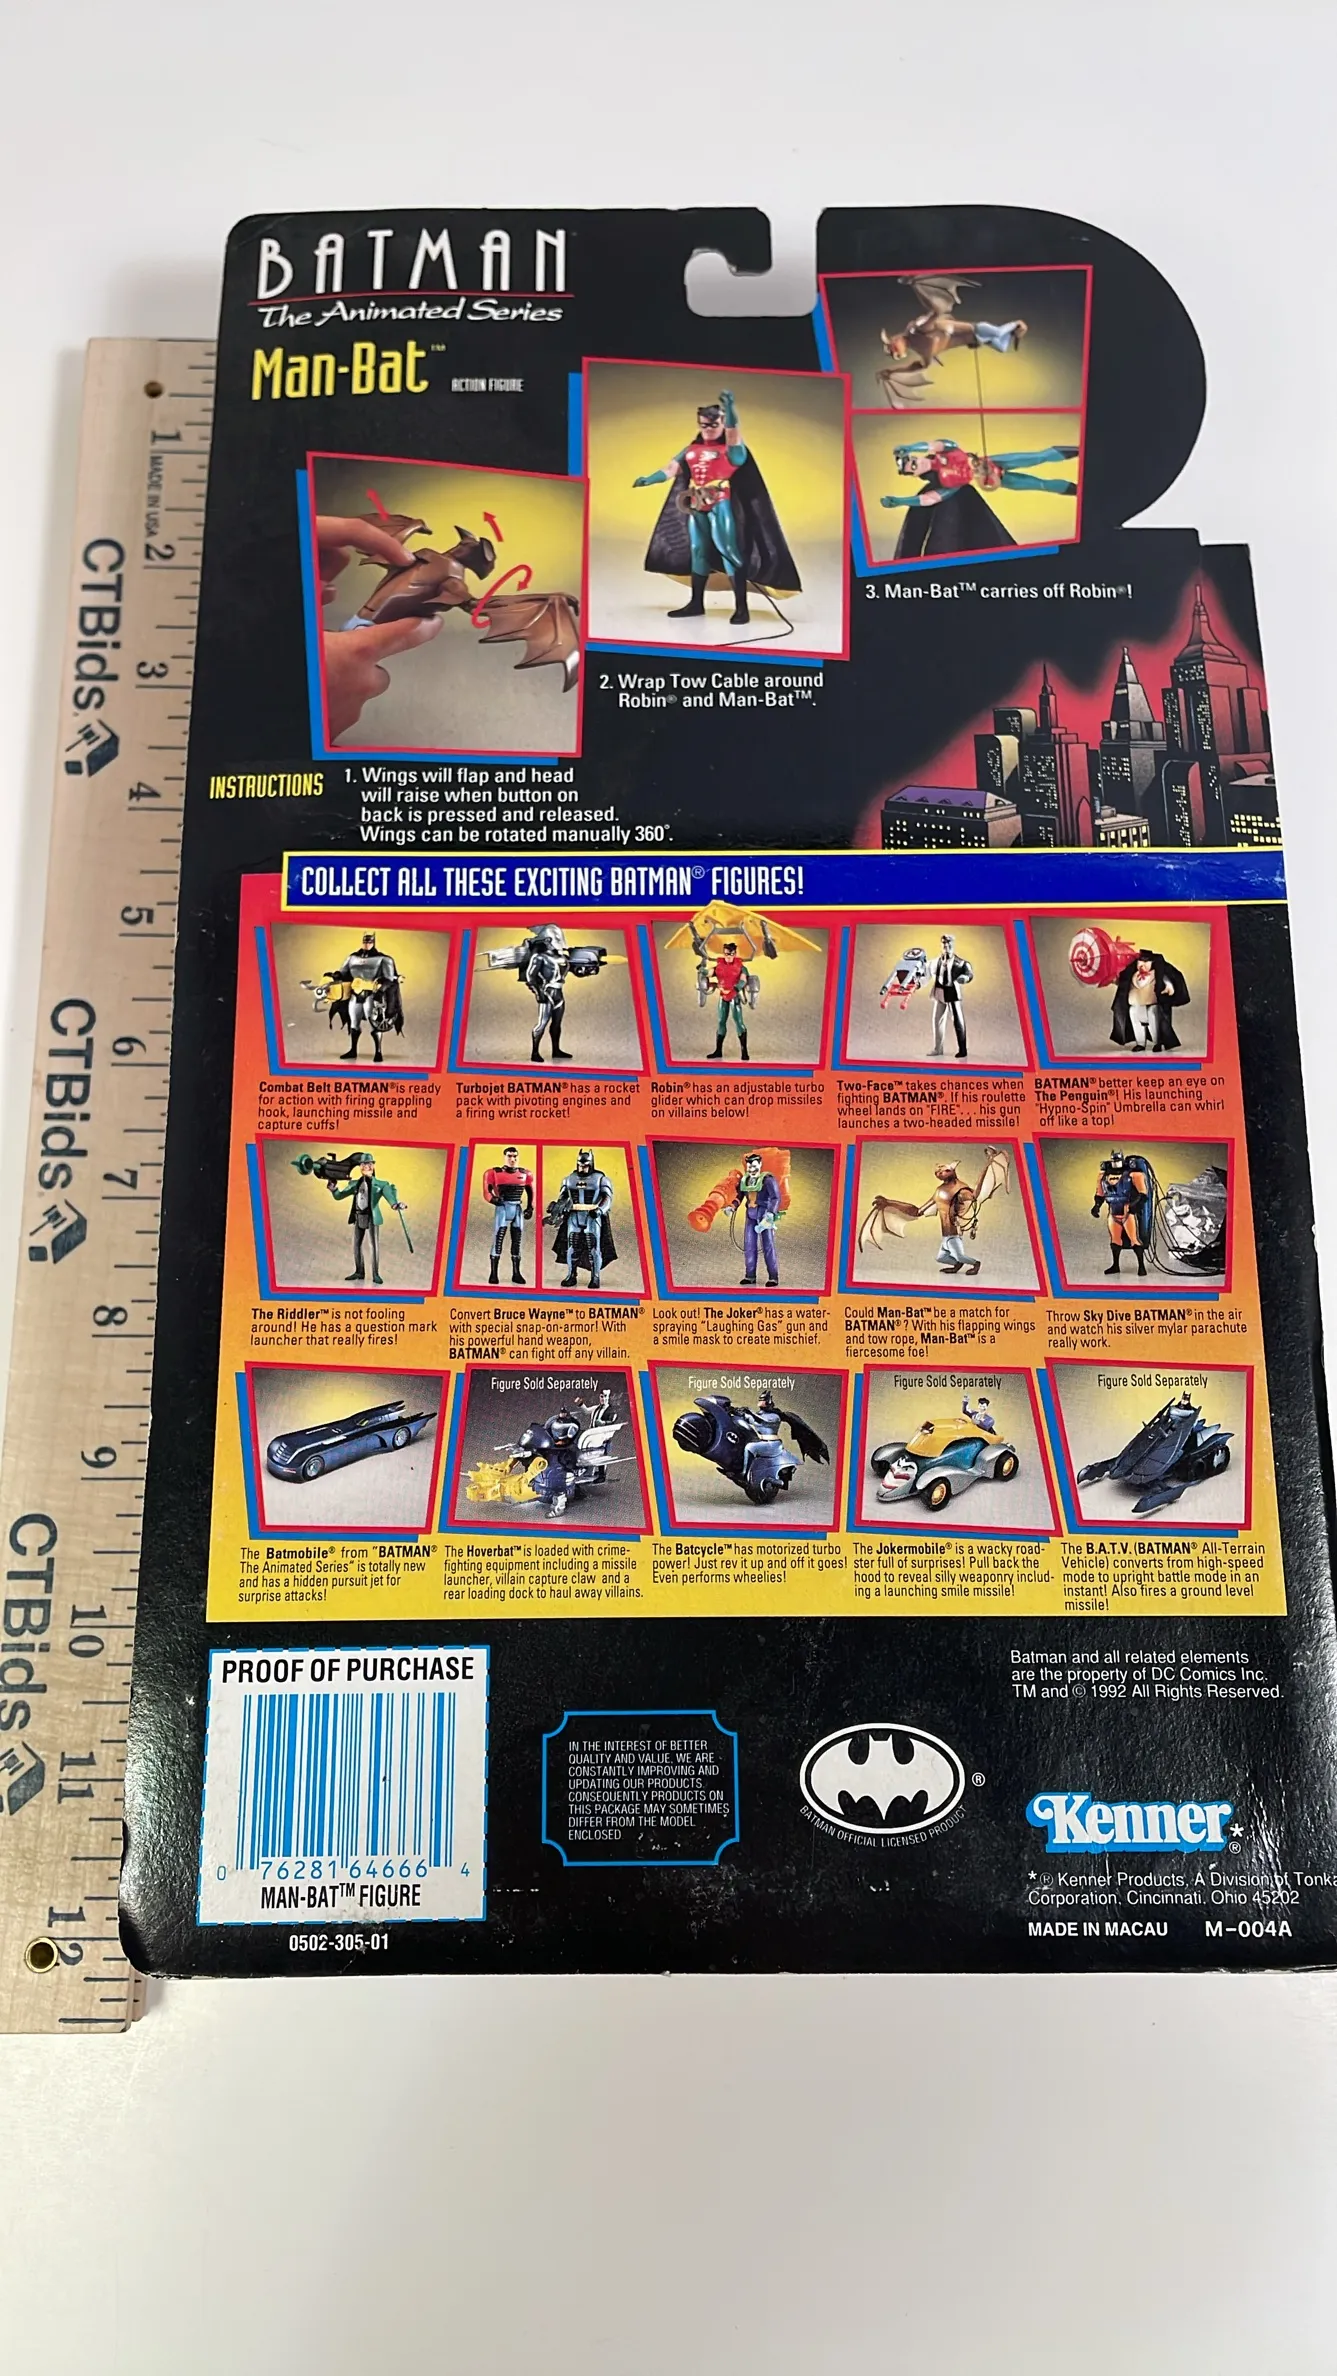 BATMAN
The Animated Series
Man-Bat™
ACTION FIGURE
INSTRUCTIONS
1. Wings will flap and head
will raise when button on
back is pressed and released.
Wings can be rotated manually 360°.
2. Wrap Tow Cable around
Robin® and Man-Bat™.
3. Man-Bat™ carries off Robin®!
COLLECT ALL THESE EXCITING BATMAN® FIGURES!
Combat Belt BATMAN® is ready
for action with firing grappling
hook, launching missile and
capture cuffs!
Turbojet BATMAN® has a rocket
pack with pivoting engines and
a firing wrist rocket!
Robin® has an adjustable turbo
glider which can drop missiles
on villains below!
Two-Face™ takes chances when
fighting BATMAN®. If his roulette
wheel lands on "FIRE"... his gun
launches a two-headed missile!
BATMAN® better keep an eye on
The Penguin®! His launching
"Hypno-Spin" Umbrella can whirl
off like a top!
The Riddler™ is not fooling
around! He has a question mark
launcher that really fires!
Convert Bruce Wayne™ to BATMAN®
with special snap-on-armor! With
his powerful hand weapon,
BATMAN® can fight off any villain.
Look out! The Joker® has a water-
spraying "Laughing Gas" gun and
a smile mask to create mischief.
Could Man-Bat™ be a match for
BATMAN®? With his flapping wings
and tow rope, Man-Bat™ is a
fiercesome foe!
Throw Sky Dive BATMAN® in the air
and watch his silver mylar parachute
really work.
Figure Sold Separately
Figure Sold Separately
Figure Sold Separately
Figure Sold Separately
The Batmobile® from "BATMAN®
The Animated Series" is totally new
and has a hidden pursuit jet for
surprise attacks!
The Hoverbat™ is loaded with crime-
fighting equipment including a missile
launcher, villain capture claw and a
rear loading dock to haul away villains.
The Batcycle™ has motorized turbo
power! Just rev it up and off it goes!
Even performs wheelies!
The Jokermobile® is a wacky road-
ster full of surprises! Pull back the
hood to reveal silly weaponry includ-
ing a launching smile missile!
The B.A.T.V. (BATMAN® All-Terrain
Vehicle) converts from high-speed
mode to upright battle mode in an
instant! Also fires a ground level
missile!
PROOF OF PURCHASE
0 76281 64666 4
MAN-BAT™ FIGURE
0502-305-01
IN THE INTEREST OF BETTER
QUALITY AND VALUE, WE ARE
CONSTANTLY IMPROVING AND
UPDATING OUR PRODUCTS.
CONSEQUENTLY PRODUCTS ON
THIS PACKAGE MAY SOMETIMES
DIFFER FROM THE MODEL
ENCLOSED
®
BATMAN OFFICIAL LICENSED PRODUCT
Batman and all related elements
are the property of DC Comics Inc.
TM and © 1992 All Rights Reserved.
Kenner*®
*® Kenner Products, A Division of Tonka
Corporation, Cincinnati, Ohio 45202
MADE IN MACAU M-004A
1 2 3 4 5 6 7 8 9 10 11 12
MADE IN USA
CTBids
CTBids
CTBids